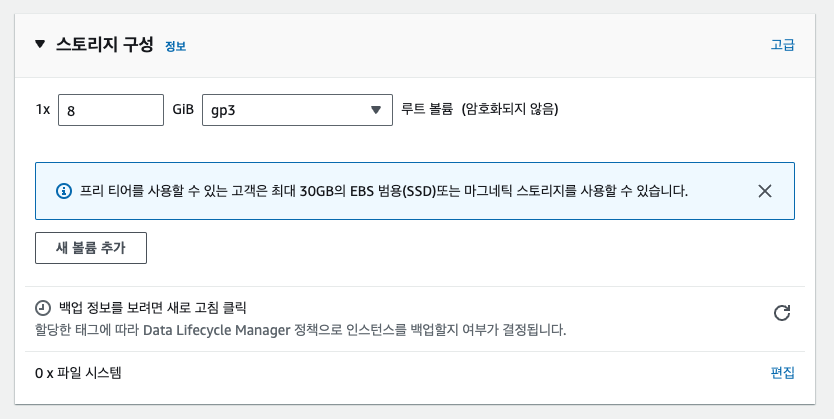 스토리지 구성 정보 고급
1x 8 GiB gp3 루트 볼륨 (암호화되지 않음)
프리 티어를 사용할 수 있는 고객은 최대 30GB의 EBS 범용(SSD)또는 마그네틱 스토리지를 사용할 수 있습니다.
새 볼륨 추가
백업 정보를 보려면 새로 고침 클릭
할당한 태그에 따라 Data Lifecycle Manager 정책으로 인스턴스를 백업할지 여부가 결정됩니다.
0 x 파일 시스템 편집